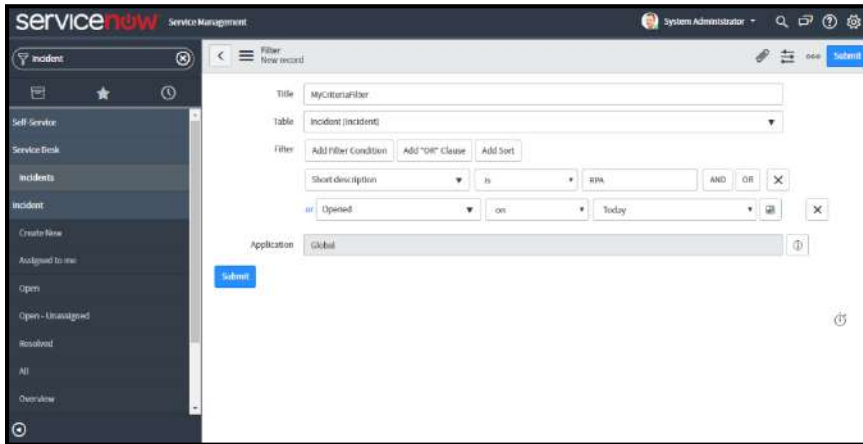 servicenow Service Management System Administrator
incident
Filter
New record
Submit
Self-Service
Service Desk
Incidents
Incident
Create New
Assigned to me
Open
Open - Unassigned
Resolved
All
Overview
Title MyCriteriaFilter
Table Incident [incident]
Filter Add Filter Condition Add "OR" Clause Add Sort
Short description is RPA AND OR
or Opened on Today
Application Global
Submit